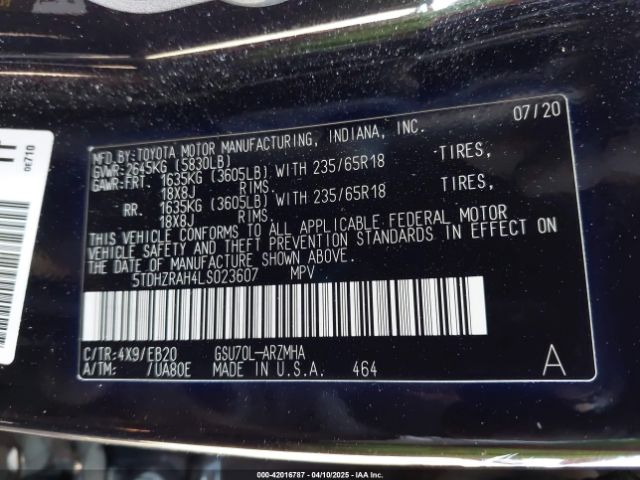 07/20
MFD.BY:TOYOTA MOTOR MANUFACTURING, INDIANA, INC.
GVWR:2645KG (5830LB)
GAWR:FRT. 1635KG (3605LB) WITH 235/65R18 TIRES,
18X8J RIMS.
RR. 1635KG (3605LB) WITH 235/65R18 TIRES,
18X8J RIMS.
THIS VEHICLE CONFORMS TO ALL APPLICABLE FEDERAL MOTOR
VEHICLE SAFETY AND THEFT PREVENTION STANDARDS IN EFFECT ON
THE DATE OF MANUFACTURE SHOWN ABOVE.
5TDHZRAH4LS023607 MPV
C/TR:4X9/EB20 GSU70L-ARZMHA
A/TM: /UA80E MADE IN U.S.A. 464 A
000-42016787 - 04/10/2025 - IAAI.COM